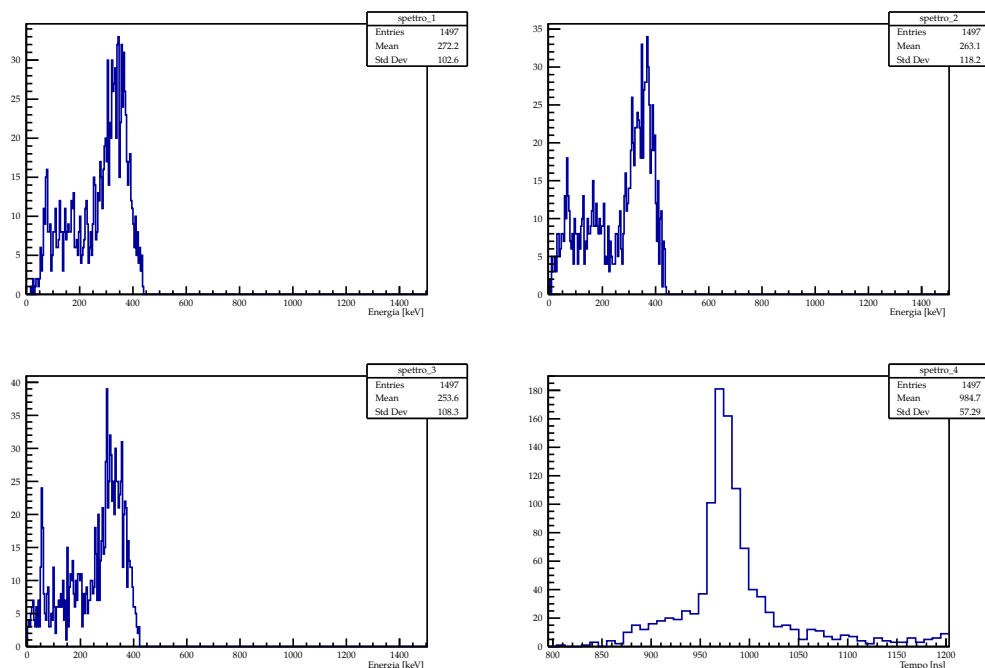 spettro_1
Entries 1497
Mean 272.2
Std Dev 102.6
30
25
20
15
10
5
0
0 200 400 600 800 1000 1200 1400
Energia [keV]
spettro_2
Entries 1497
Mean 263.1
Std Dev 118.2
35
30
25
20
15
10
5
0
0 200 400 600 800 1000 1200 1400
Energia [keV]
spettro_3
Entries 1497
Mean 253.6
Std Dev 108.3
40
35
30
25
20
15
10
5
0
0 200 400 600 800 1000 1200 1400
Energia [keV]
spettro_4
Entries 1497
Mean 984.7
Std Dev 57.29
180
160
140
120
100
80
60
40
20
0
800 850 900 950 1000 1050 1100 1150 1200
Tempo [ns]